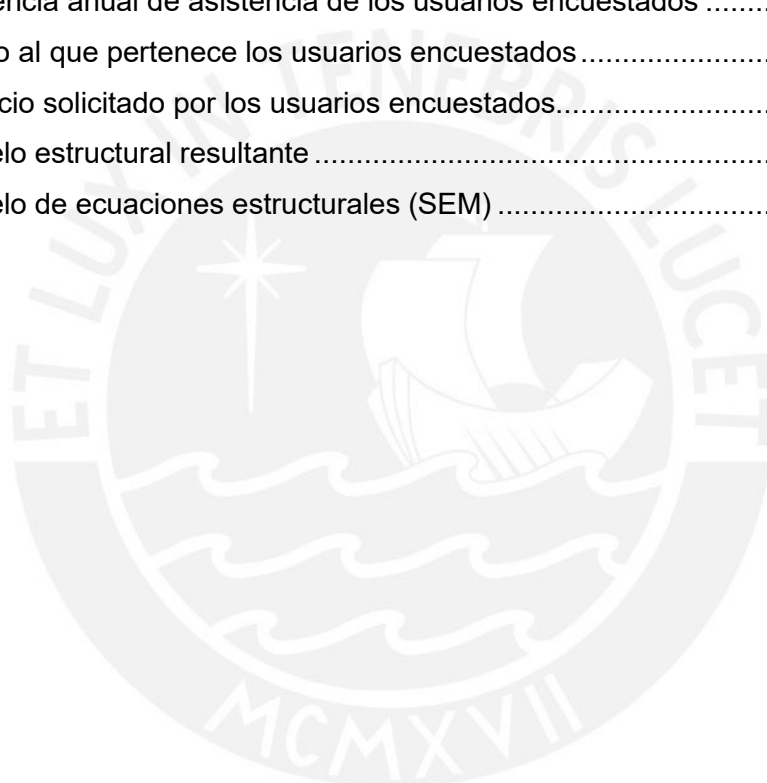 encia anual de asistencia de los usuarios encuestados ........
o al que pertenece los usuarios encuestados.......................
cio solicitado por los usuarios encuestados..........................
elo estructural resultante ........................................................
elo de ecuaciones estructurales (SEM) .................................
ET LUX IN TENEBRIS LUCET
MCMXVII